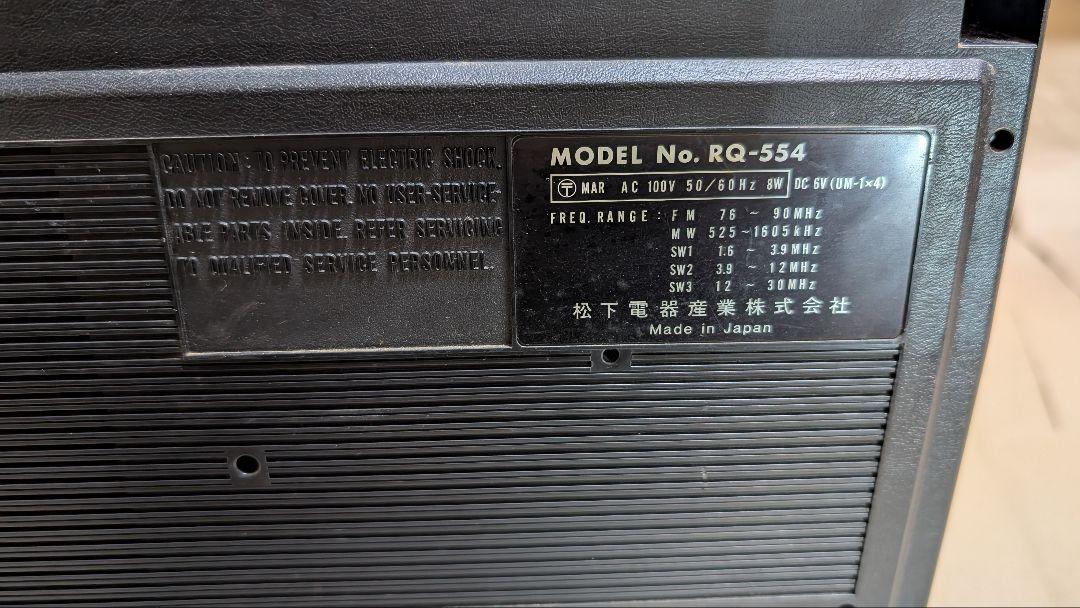 CAUTION: TO PREVENT ELECTRIC SHOCK,
DO NOT REMOVE COVER. NO USER-SERVICE-
ABLE PARTS INSIDE. REFER SERVICING
TO QUALIFIED SERVICE PERSONNEL.
MODEL No. RQ-554
〒 MAR AC 100V 50/60Hz 8W DC 6V (UM-1×4)
FREQ. RANGE: FM 76 ~ 90MHz
MW 525 ~ 1605kHz
SW1 1.6 ~ 3.9MHz
SW2 3.9 ~ 12MHz
SW3 12 ~ 30MHz
松下電器産業株式会社
Made in Japan